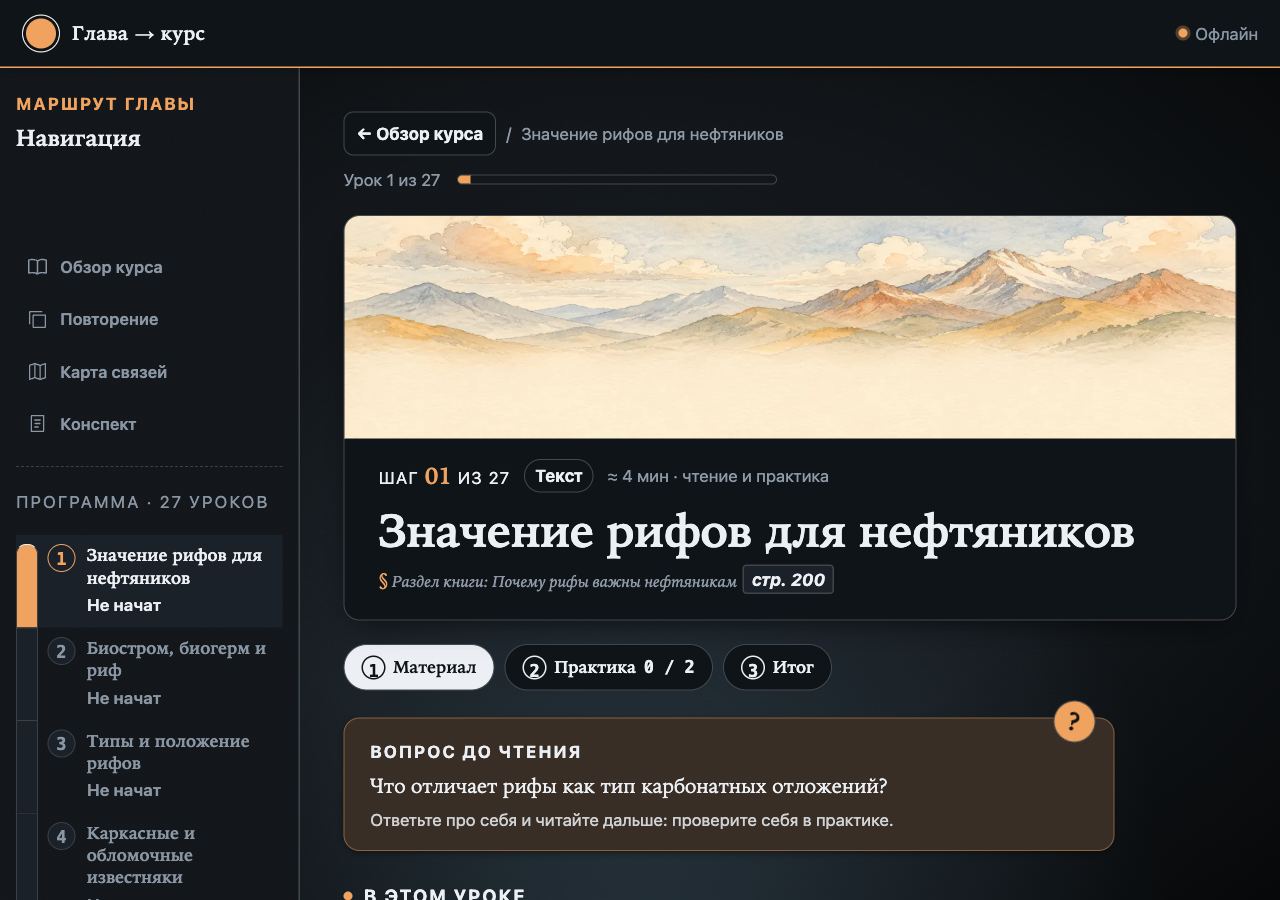 Глава → курс
Офлайн
МАРШРУТ ГЛАВЫ
Навигация
Обзор курса
Повторение
Карта связей
Конспект
ПРОГРАММА · 27 УРОКОВ
1 Значение рифов для
нефтяников
Не начат
2 Биостром, биогерм и
риф
Не начат
3 Типы и положение
рифов
Не начат
4 Каркасные и
обломочные
известняки
← Обзор курса / Значение рифов для нефтяников
Урок 1 из 27
ШАГ 01 ИЗ 27 Текст ≈ 4 мин · чтение и практика
Значение рифов для нефтяников
§ Раздел книги: Почему рифы важны нефтяникам стр. 200
1 Материал 2 Практика 0 / 2 3 Итог
?
ВОПРОС ДО ЧТЕНИЯ
Что отличает рифы как тип карбонатных отложений?
Ответьте про себя и читайте дальше: проверите себя в практике.
В ЭТОМ УРОКЕ